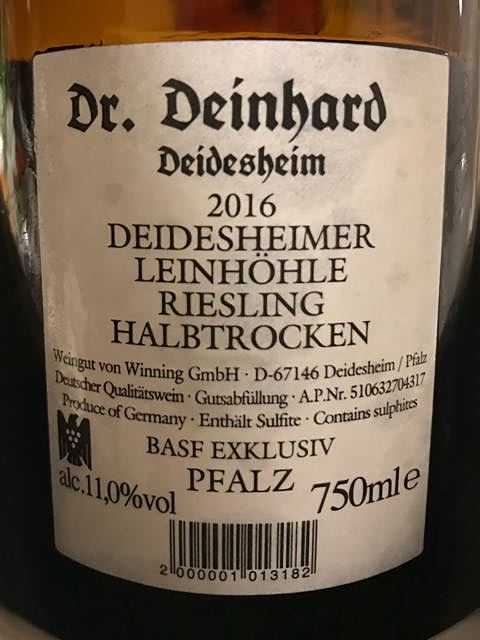 Dr. Deinhard
Deidesheim
2016
DEIDESHEIMER
LEINHÖHLE
RIESLING
HALBTROCKEN
Weingut von Winning GmbH · D-67146 Deidesheim / Pfalz
Deutscher Qualitätswein · Gutsabfüllung · A.P.Nr. 510632704317
Produce of Germany · Enthält Sulfite · Contains sulphites
BASF EXKLUSIV
alc.11,0%vol PFALZ 750ml e
2 000001 013182